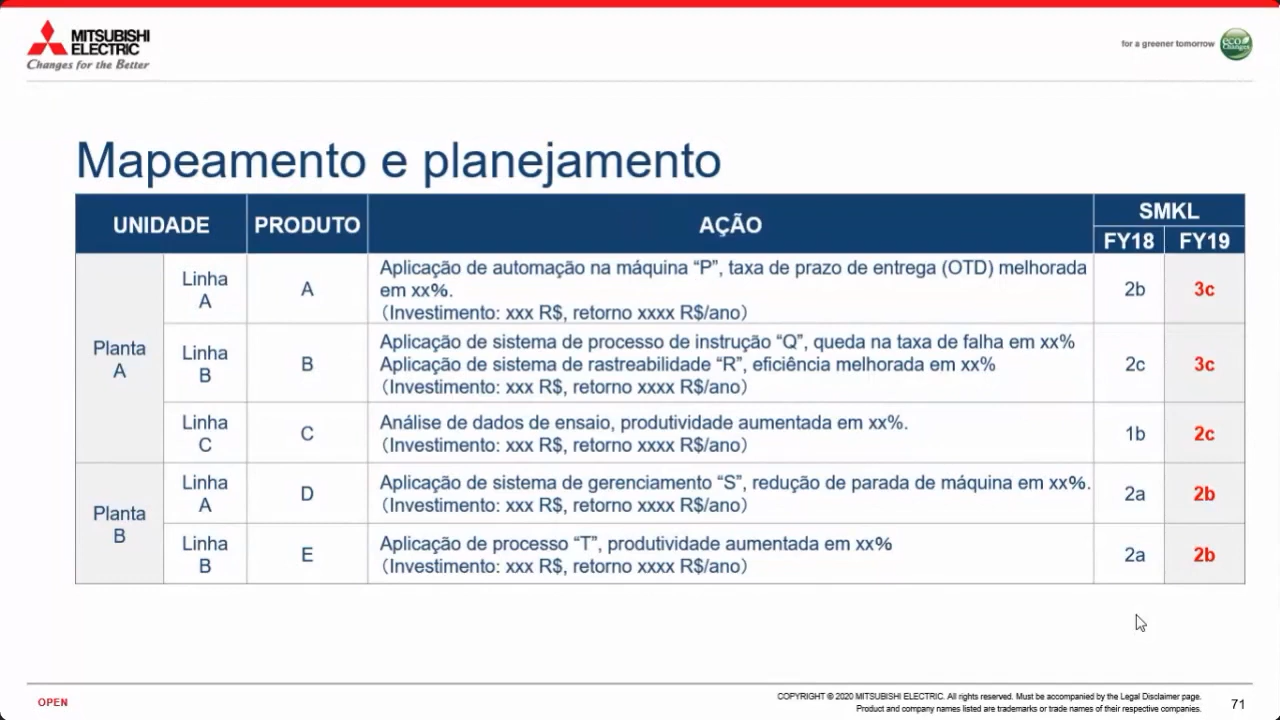 MITSUBISHI
ELECTRIC
Changes for the Better
for a greener tomorrow
eco
Changes
Mapeamento e planejamento
UNIDADE
PRODUTO
AÇÃO
SMKL
FY18
FY19
Planta
A
Linha
A
A
Aplicação de automação na máquina “P”, taxa de prazo de entrega (OTD) melhorada
em xx%.
(Investimento: xxx R$, retorno xxxx R$/ano)
2b
3c
Linha
B
B
Aplicação de sistema de processo de instrução “Q”, queda na taxa de falha em xx%
Aplicação de sistema de rastreabilidade “R”, eficiência melhorada em xx%
(Investimento: xxx R$, retorno xxxx R$/ano)
2c
3c
Linha
C
C
Análise de dados de ensaio, produtividade aumentada em xx%.
(Investimento: xxx R$, retorno xxxx R$/ano)
1b
2c
Planta
B
Linha
A
D
Aplicação de sistema de gerenciamento “S”, redução de parada de máquina em xx%.
(Investimento: xxx R$, retorno xxxx R$/ano)
2a
2b
Linha
B
E
Aplicação de processo “T”, produtividade aumentada em xx%
(Investimento: xxx R$, retorno xxxx R$/ano)
2a
2b
OPEN
COPYRIGHT © 2020 MITSUBISHI ELECTRIC. All rights reserved. Must be accompanied by the Legal Disclaimer page.
Product and company names listed are trademarks or trade names of their respective companies.
71